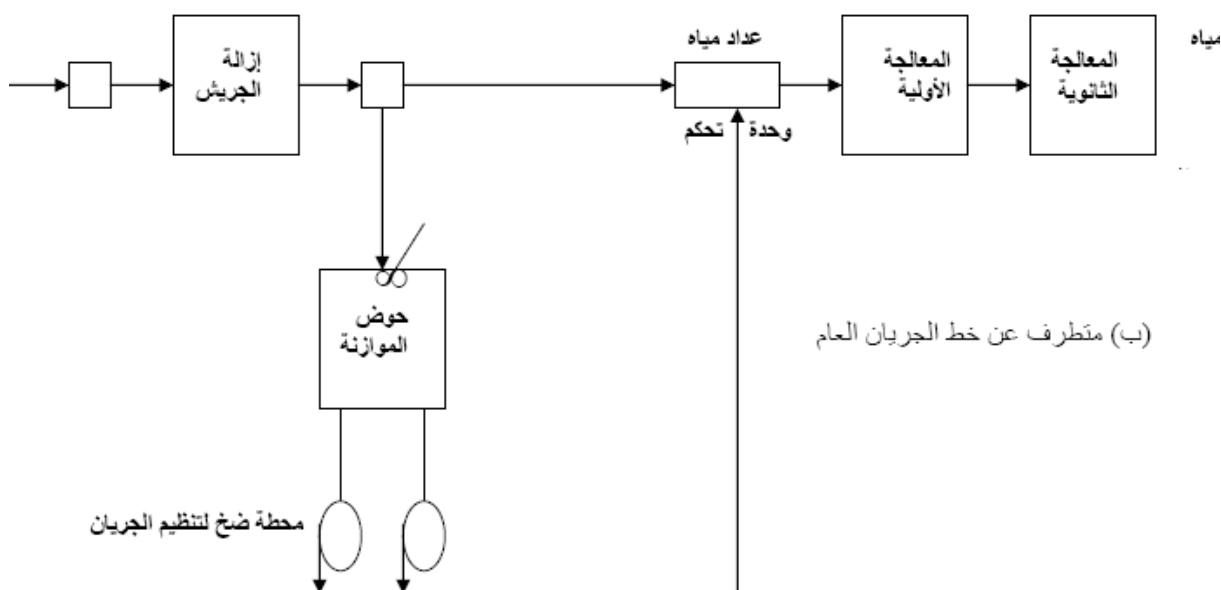 مياه
عداد مياه
إزالة
الجريش
المعالجة
الأولية
المعالجة
الثانوية
وحدة تحكم
حوض
الموازنة
(ب) متطرف عن خط الجريان العام
محطة ضخ لتنظيم الجريان